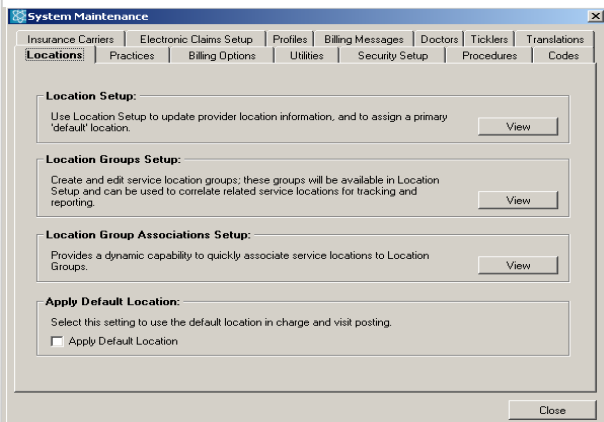 System Maintenance
Insurance Carriers Electronic Claims Setup Profiles Billing Messages Doctors Ticklers Translations
Locations Practices Billing Options Utilities Security Setup Procedures Codes
Location Setup:
Use Location Setup to update provider location information, and to assign a primary
'default' location.
View
Location Groups Setup:
Create and edit service location groups; these groups will be available in Location
Setup and can be used to correlate related service locations for tracking and
reporting.
View
Location Group Associations Setup:
Provides a dynamic capability to quickly associate service locations to Location
Groups.
View
Apply Default Location:
Select this setting to use the default location in charge and visit posting.
Apply Default Location
Close